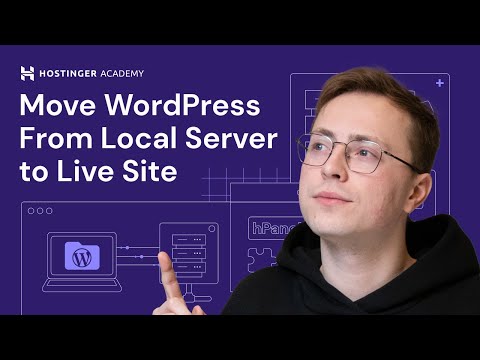 HOSTINGER ACADEMY
Move WordPress
From Local Server
to Live Site
hPane